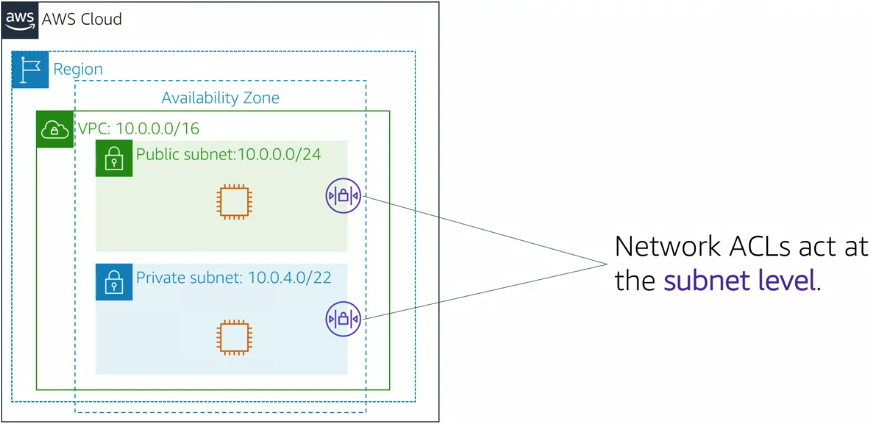 aws
AWS Cloud
Region
Availability Zone
VPC: 10.0.0.0/16
Public subnet:10.0.0.0/24
Private subnet: 10.0.4.0/22
Network ACLs act at
the subnet level.